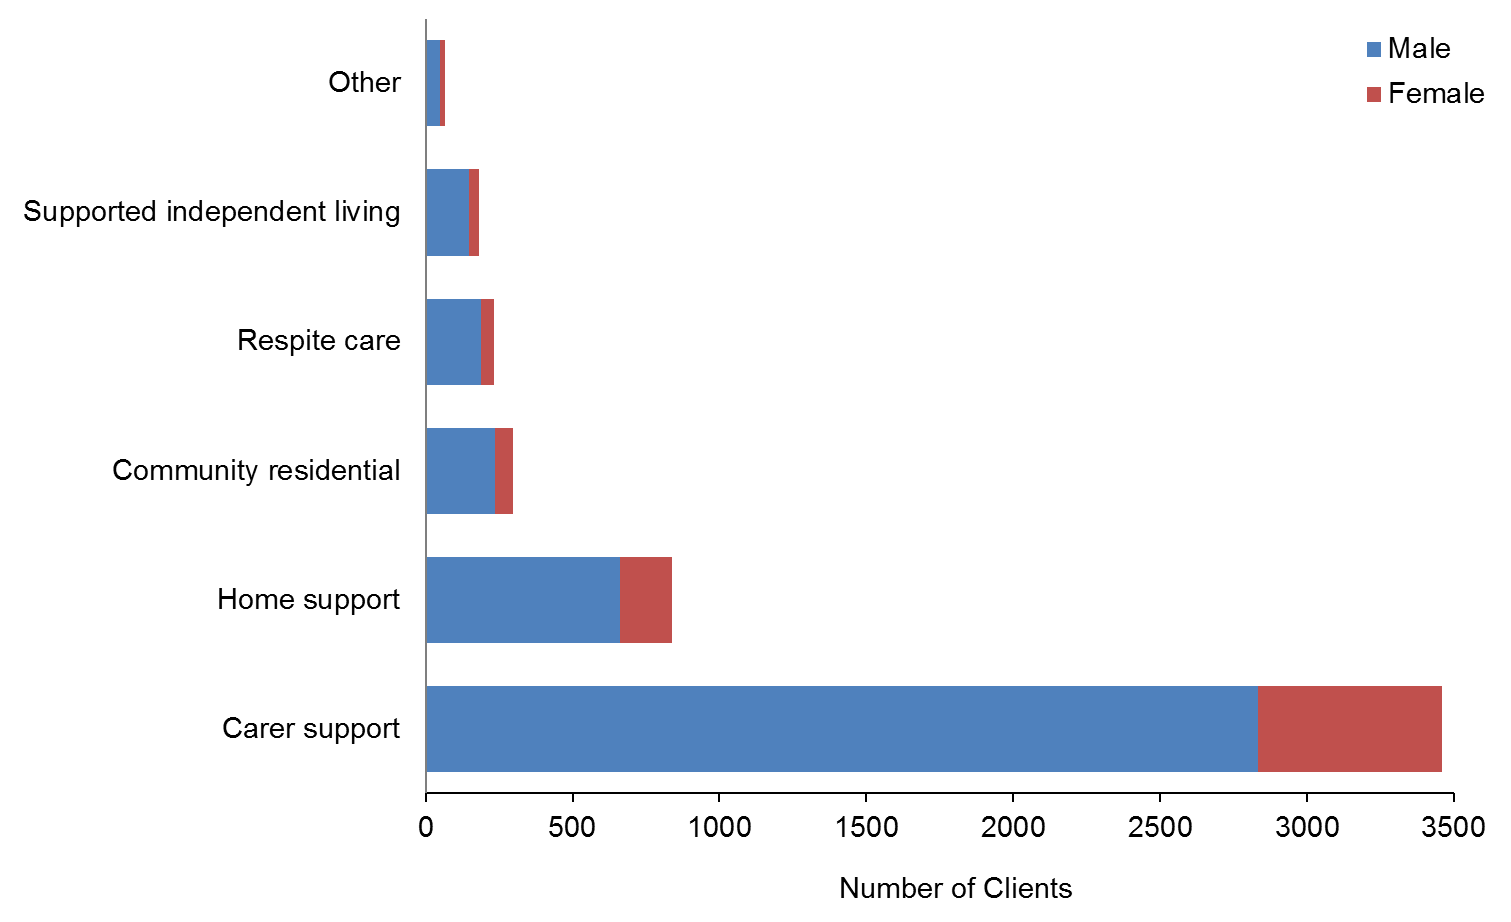 Male
Female
Other
Supported independent living
Respite care
Community residential
Home support
Carer support
0 500 1000 1500 2000 2500 3000 3500
Number of Clients